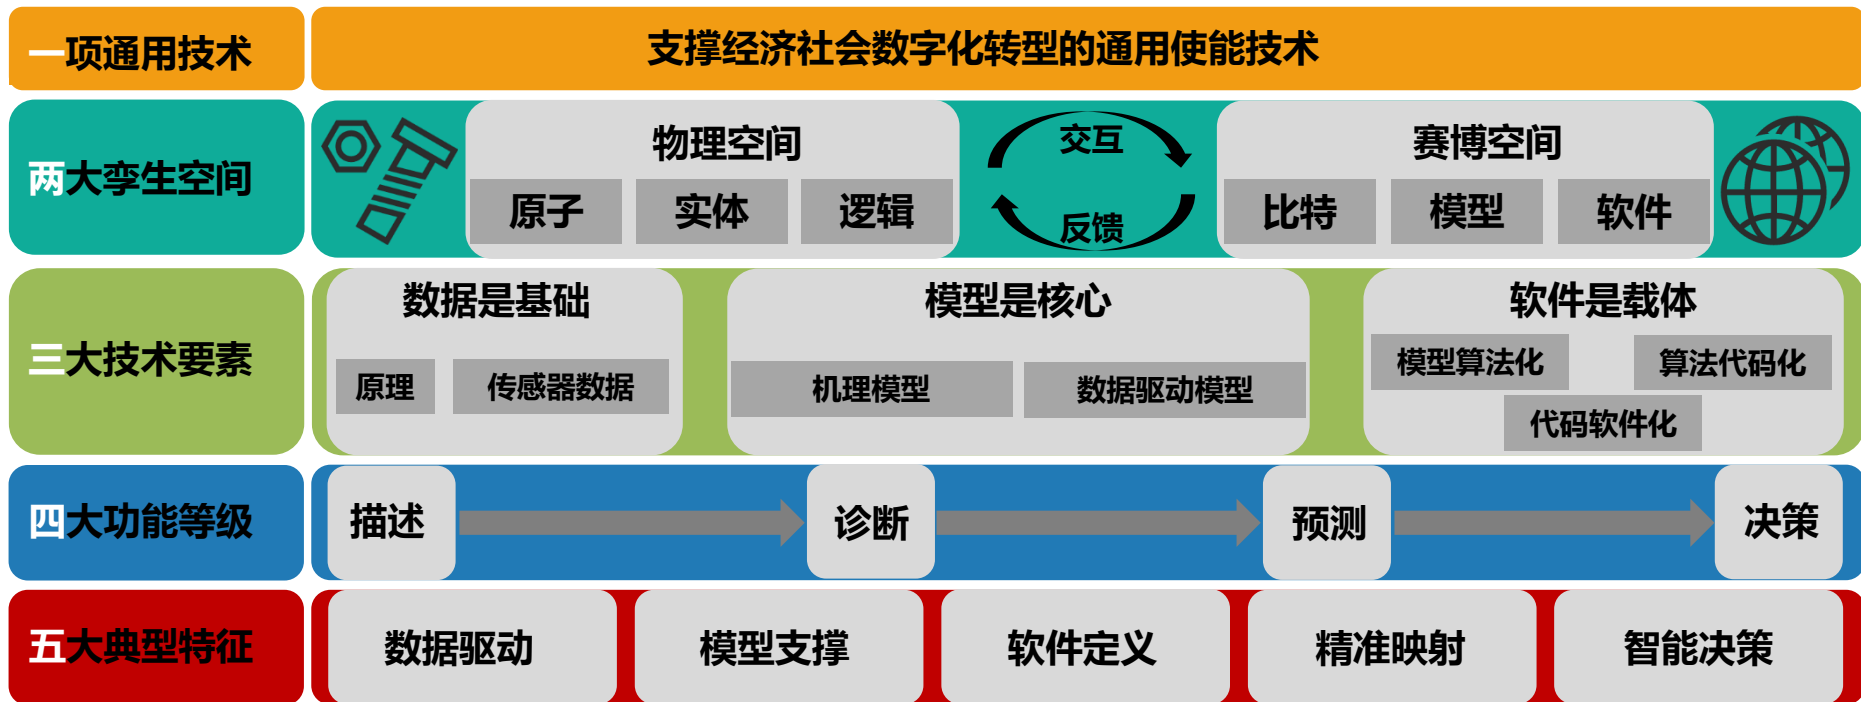 一项通用技术
支撑经济社会数字化转型的通用使能技术
两大孪生空间
物理空间
原子
实体
逻辑
交互
反馈
赛博空间
比特
模型
软件
三大技术要素
数据是基础
原理
传感器数据
模型是核心
机理模型
数据驱动模型
软件是载体
模型算法化
算法代码化
代码软件化
四大功能等级
描述
诊断
预测
决策
五大典型特征
数据驱动
模型支撑
软件定义
精准映射
智能决策